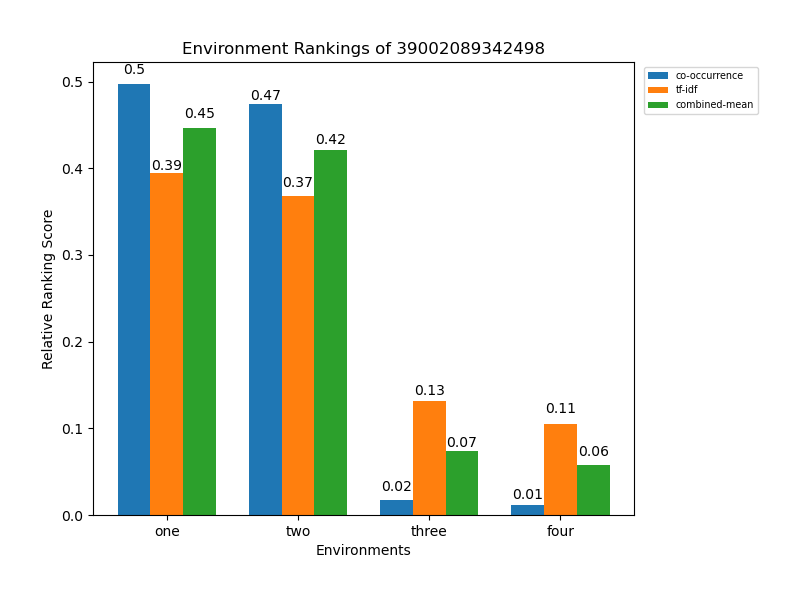 Environment Rankings of 39002089342498
co-occurrence
tf-idf
combined-mean
Relative Ranking Score
0.5
0.4
0.3
0.2
0.1
0.0
0.5
0.39
0.45
0.47
0.37
0.42
0.02
0.13
0.07
0.01
0.11
0.06
one two three four
Environments